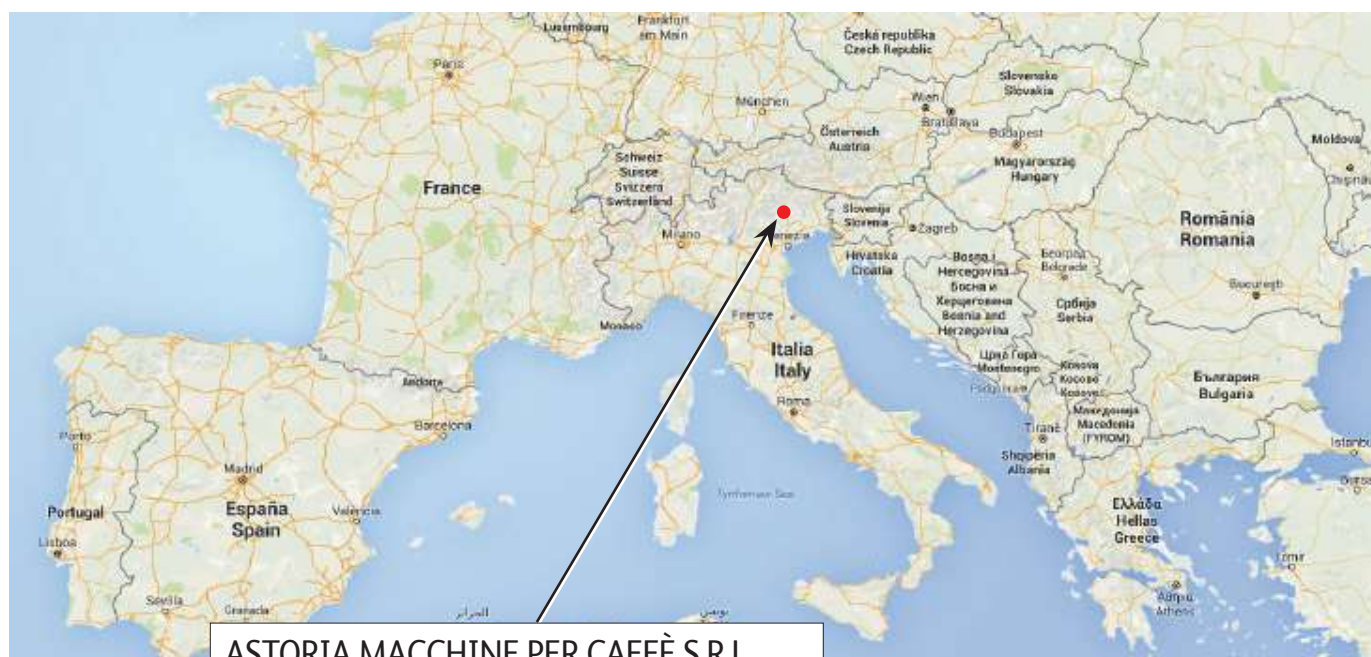 Frankfurt
am Main
Luxembourg
Česká republika
Czech Republic
Paris
Slovensko
Slovakia
München
Wien
Bratislava
Österreich
Austria
Budapest
Magyarország
Hungary
Moldova
Schweiz
Suisse
Svizzera
Switzerland
France
Slovenija
Slovenia
România
Romania
Milano
Zagreb
Hrvatska
Croatia
Bosna i
Hercegovina
Босна и
Херцеговина
Bosnia and
Herzegovina
Београд
Belgrade
Србија
Serbia
București
Monaco
Firenze
Italia
Italy
Roma
Црна Гора
Montenegro
България
Bulgaria
Македонија
Macedonia
(FYROM)
Andorra
Barcelona
Porto
Madrid
España
Spain
Valencia
Portugal
Lisboa
Tyrrhenian Sea
Tiranë
Shqipëria
Albania
Ελλάδα
Hellas
Greece
Αθήνα
Athens
Izmir
Sevilla
Granada
الجزائر
تونس
ASTORIA MACCHINE PER CAFFÈ S.R.L.